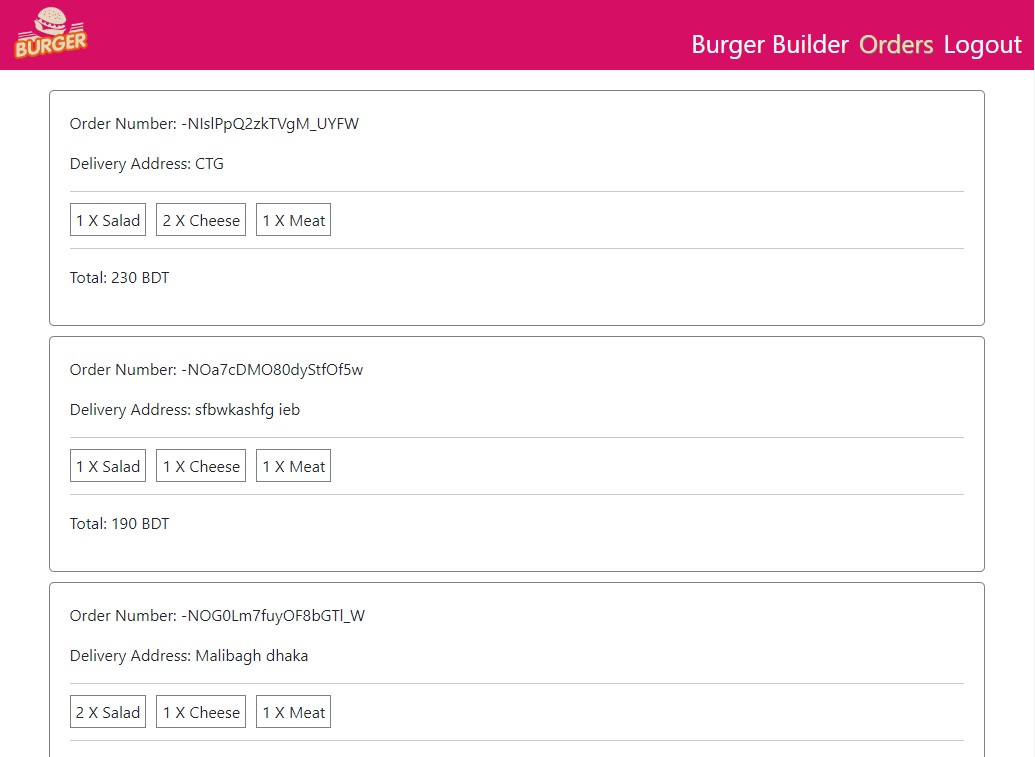 BURGER
Burger Builder Orders Logout
Order Number: -NIslPpQ2zkTVgM_UYFW
Delivery Address: CTG
1 X Salad 2 X Cheese 1 X Meat
Total: 230 BDT
Order Number: -NOa7cDMO80dyStfOf5w
Delivery Address: sfbwkashfg ieb
1 X Salad 1 X Cheese 1 X Meat
Total: 190 BDT
Order Number: -NOG0Lm7fuyOF8bGTl_W
Delivery Address: Malibagh dhaka
2 X Salad 1 X Cheese 1 X Meat